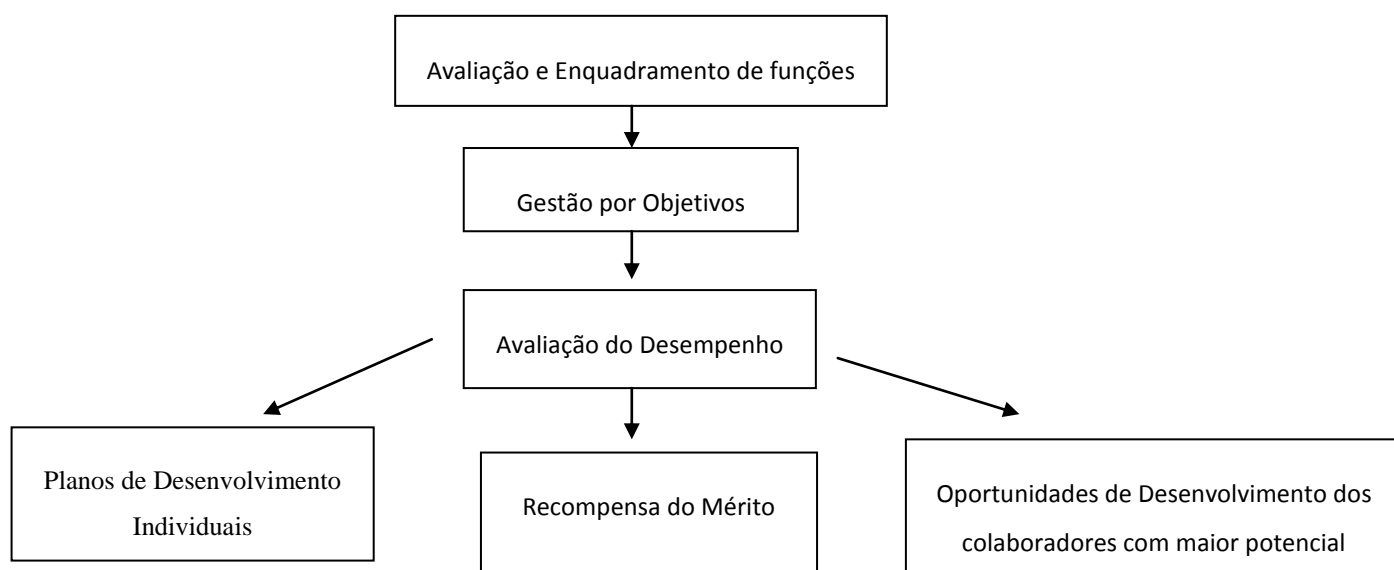 Avaliação e Enquadramento de funções
Gestão por Objetivos
Avaliação do Desempenho
Planos de Desenvolvimento
Individuais
Recompensa do Mérito
Oportunidades de Desenvolvimento dos
colaboradores com maior potencial